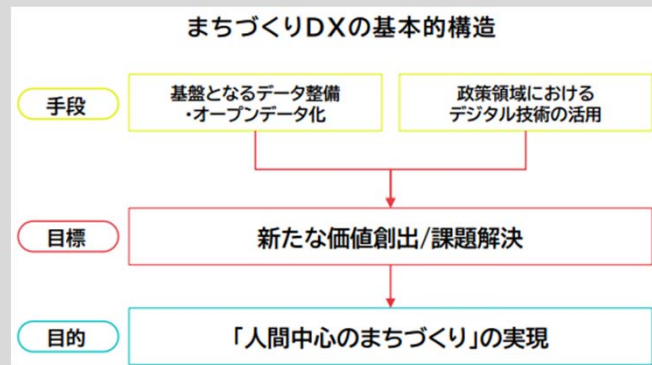 まちづくりDXの基本的構造
手段
基盤となるデータ整備
・オープンデータ化
政策領域における
デジタル技術の活用
目標
新たな価値創出/課題解決
目的
「人間中心のまちづくり」の実現